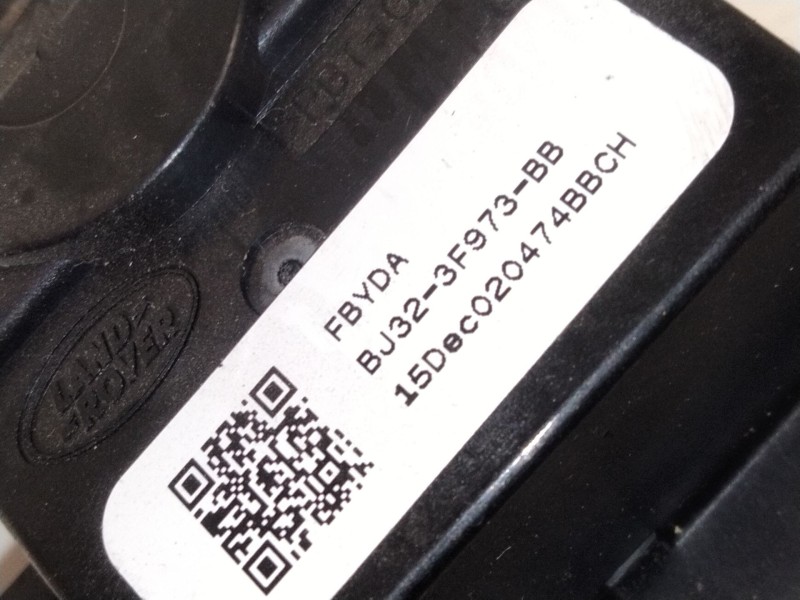 LAND-
ROVER
FBYDA
BJ32-3F973-BB
15Dec020474BBCH